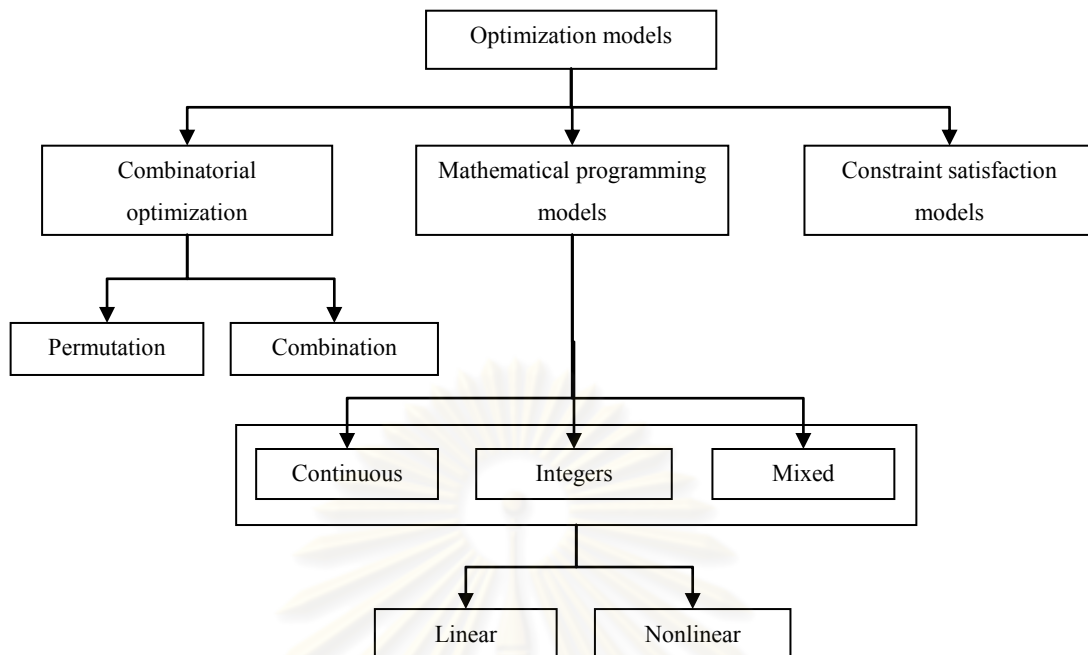 Optimization models
Combinatorial
optimization
Mathematical programming
models
Constraint satisfaction
models
Permutation
Combination
Continuous
Integers
Mixed
Linear
Nonlinear